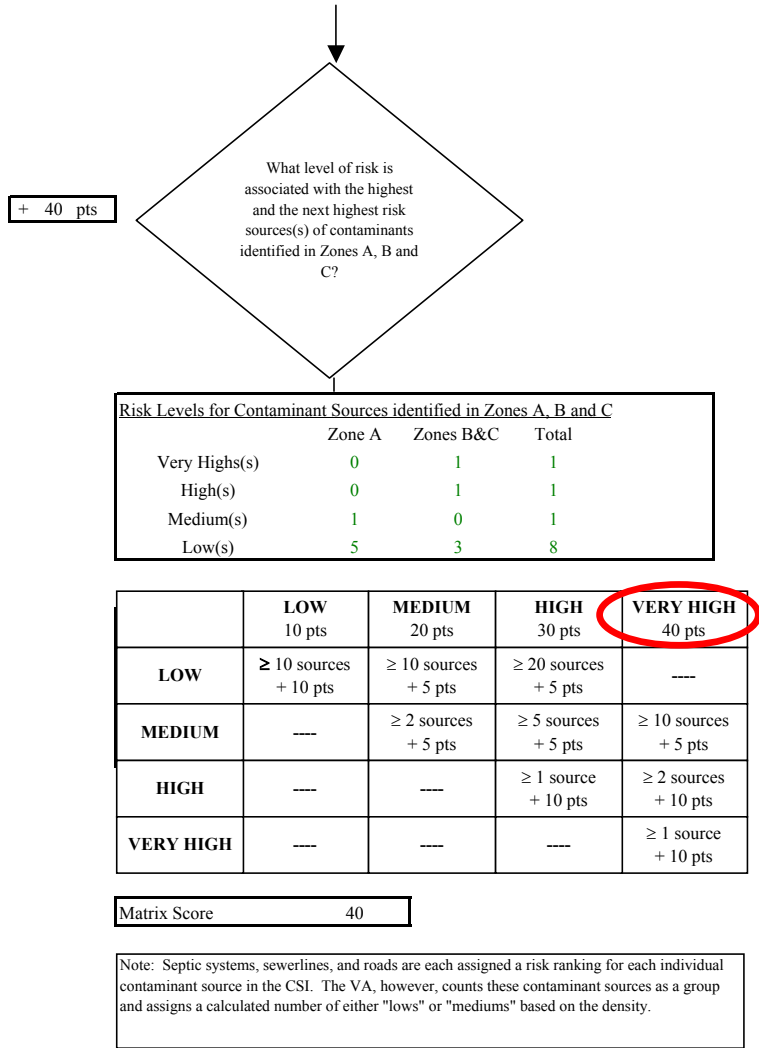 What level of risk is
associated with the highest
and the next highest risk
sources(s) of contaminants
identified in Zones A, B and
C?
+ 40 pts
Risk Levels for Contaminant Sources identified in Zones A, B and C
Zone A Zones B&C Total
Very Highs(s) 0 1 1
High(s) 0 1 1
Medium(s) 1 0 1
Low(s) 5 3 8
LOW MEDIUM HIGH VERY HIGH
10 pts 20 pts 30 pts 40 pts
LOW ≥ 10 sources ≥ 10 sources ≥ 20 sources ----
+ 10 pts + 5 pts + 5 pts
MEDIUM ---- ≥ 2 sources ≥ 5 sources ≥ 10 sources
+ 5 pts + 5 pts + 5 pts
HIGH ---- ---- ≥ 1 source ≥ 2 sources
+ 10 pts + 10 pts
VERY HIGH ---- ---- ---- ≥ 1 source
+ 10 pts
Matrix Score 40
Note: Septic systems, sewerlines, and roads are each assigned a risk ranking for each individual
contaminant source in the CSI. The VA, however, counts these contaminant sources as a group
and assigns a calculated number of either "lows" or "mediums" based on the density.